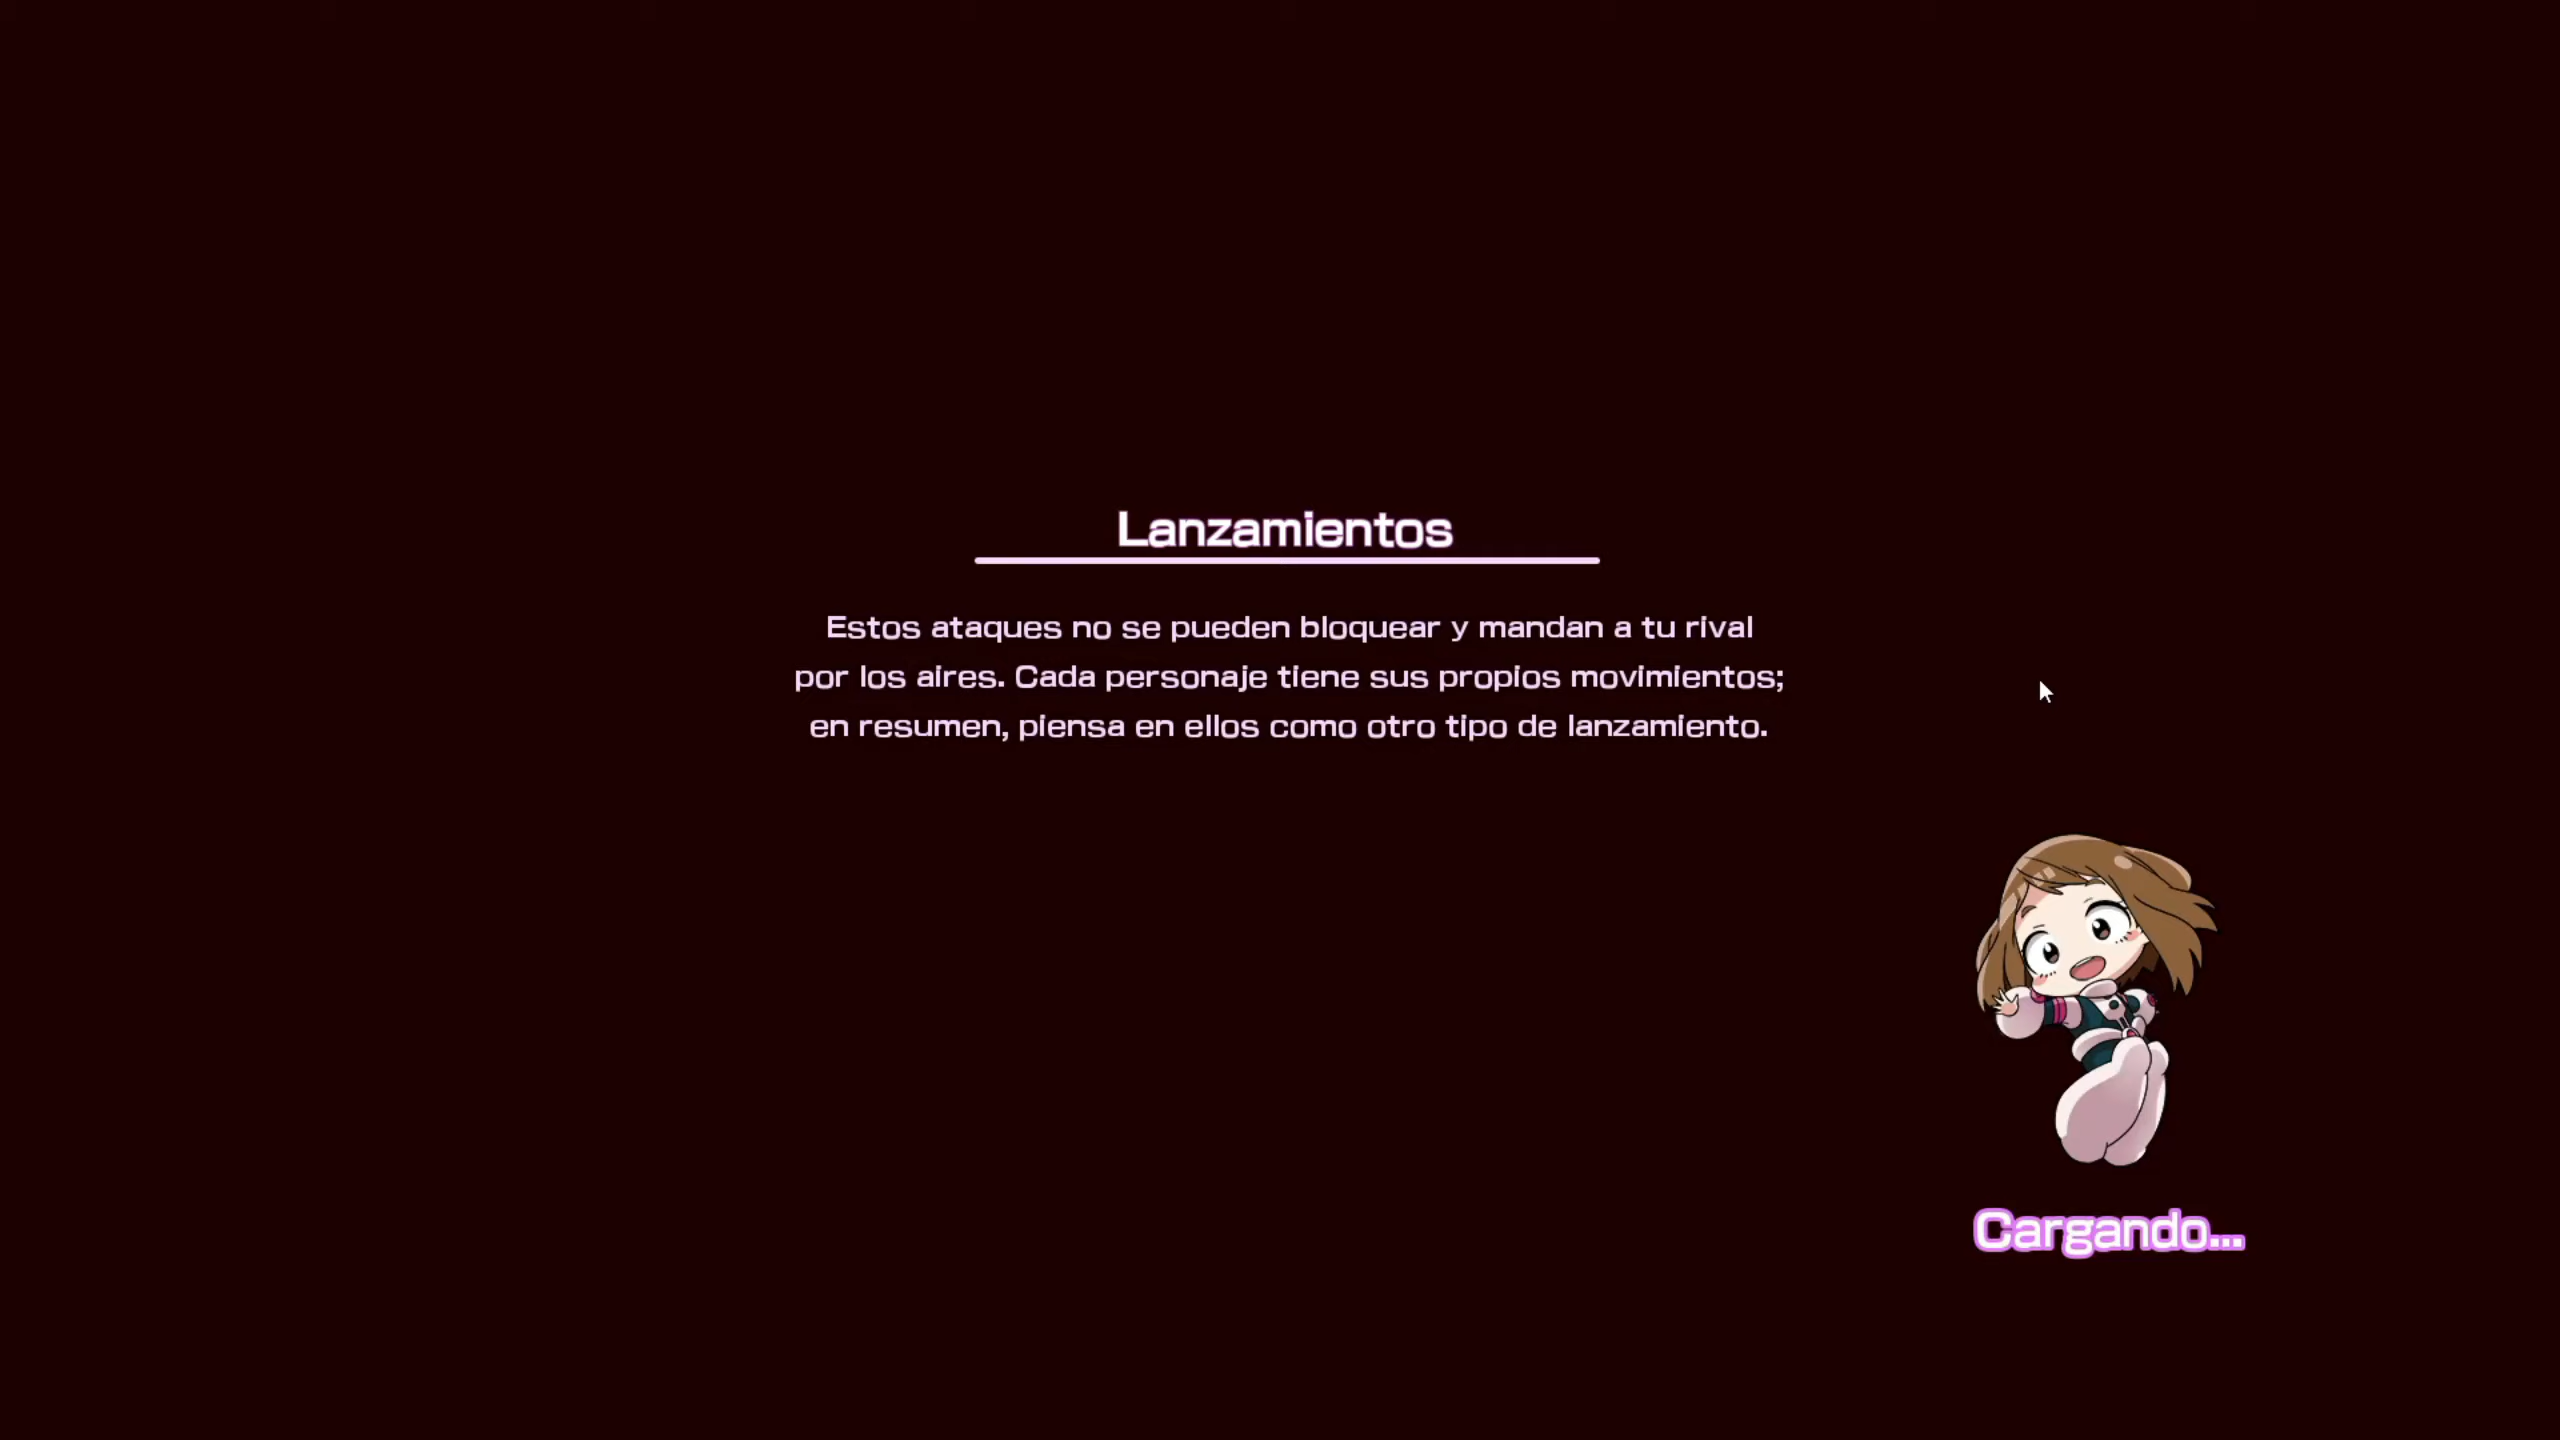 Lanzamientos
Estos ataques no se pueden bloquear y mandan a tu rival
por los aires. Cada personaje tiene sus propios movimientos;
en resumen, piensa en ellos como otro tipo de lanzamiento.
Cargando...